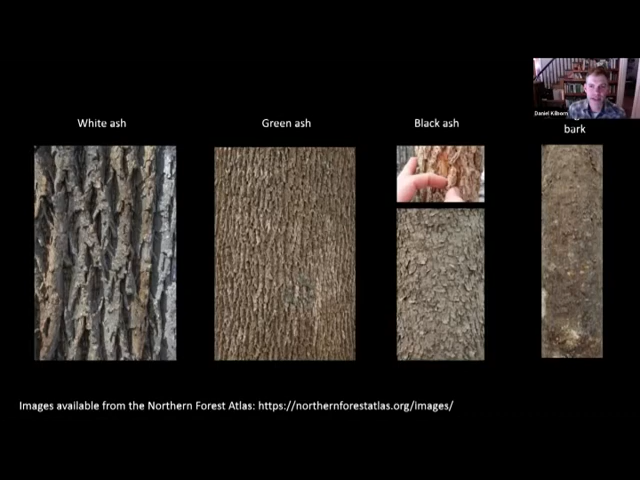 White ash
Green ash
Black ash
bark
Daniel Kilborn
Images available from the Northern Forest Atlas: https://northernforestatlas.org/images/